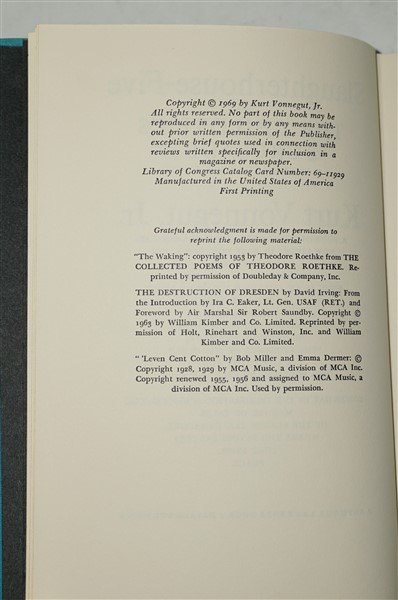 Copyright © 1969 by Kurt Vonnegut, Jr.
All rights reserved. No part of this book may be
reproduced in any form or by any means with-
out prior written permission of the Publisher,
excepting brief quotes used in connection with
reviews written specifically for inclusion in a
magazine or newspaper.
Library of Congress Catalog Card Number: 69-11929
Manufactured in the United States of America
First Printing
Grateful acknowledgment is made for permission to
reprint the following material:
"The Waking": copyright 1953 by Theodore Roethke from THE
COLLECTED POEMS OF THEODORE ROETHKE. Re-
printed by permission of Doubleday & Company, Inc.
THE DESTRUCTION OF DRESDEN by David Irving: From
the Introduction by Ira C. Eaker, Lt. Gen. USAF (RET.) and
Foreword by Air Marshal Sir Robert Saundby. Copyright ©
1963 by William Kimber and Co. Limited. Reprinted by per-
mission of Holt, Rinehart and Winston, Inc. and William
Kimber and Co. Limited.
" 'Leven Cent Cotton" by Bob Miller and Emma Dermer: ©
Copyright 1928, 1929 by MCA Music, a division of MCA Inc.
Copyright renewed 1955, 1956 and assigned to MCA Music, a
division of MCA Inc. Used by permission.